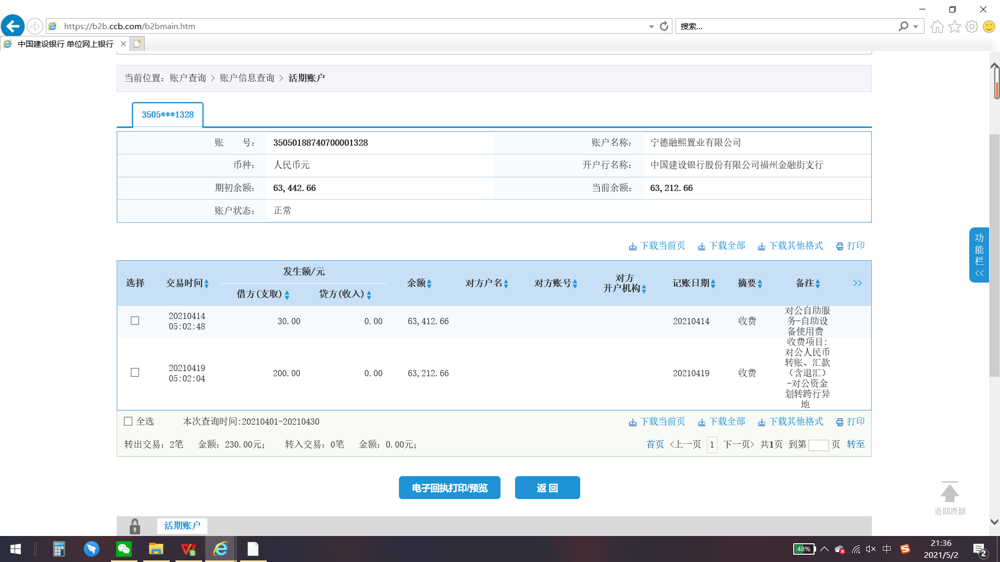 https://b2b.ccb.com/b2bmain.htm
搜索...
中国建设银行 单位网上银行
当前位置：账户查询 > 账户信息查询 > 活期账户
3505***1328
账　　号： 35050188740700001328 账户名称： 宁德融熙置业有限公司
币种： 人民币元 开户行名称： 中国建设银行股份有限公司福州金融街支行
期初余额： 63,442.66 当前余额： 63,212.66
账户状态： 正常
功能栏
<<
下载当前页 下载全部 下载其他格式 打印
选择 交易时间 发生额/元 余额 对方户名 对方账号 对方 开户机构 记账日期 摘要 备注 >>
借方(支取) 贷方(收入)
20210414 05:02:48 30.00 0.00 63,412.66 20210414 收费
对公自助服
务-自助设
备使用费
20210419 05:02:04 200.00 0.00 63,212.66 20210419 收费
收费项目:
对公人民币
转账、汇款
（含退汇）
-对公资金
划转跨行异
地
全选 本次查询时间:20210401-20210430 下载当前页 下载全部 下载其他格式 打印
转出交易：2笔 金额：230.00元； 转入交易：0笔 金额：0.00元； 首页 <上一页 1 下一页> 共1页 到第 页 转至
电子回执打印/预览 返 回
返回顶部
活期账户
48% 中 21:36
2021/5/2 2